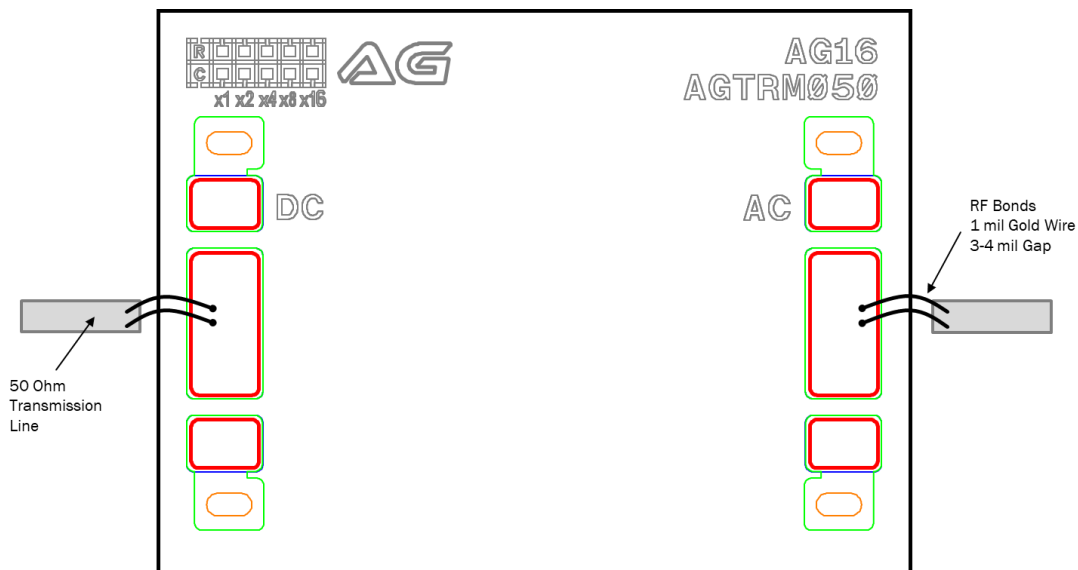 R
C
x1 x2 x4 x8 x16
AG
AG16
AGTRMØ5Ø
DC
AC
RF Bonds
1 mil Gold Wire
3-4 mil Gap
50 Ohm
Transmission
Line